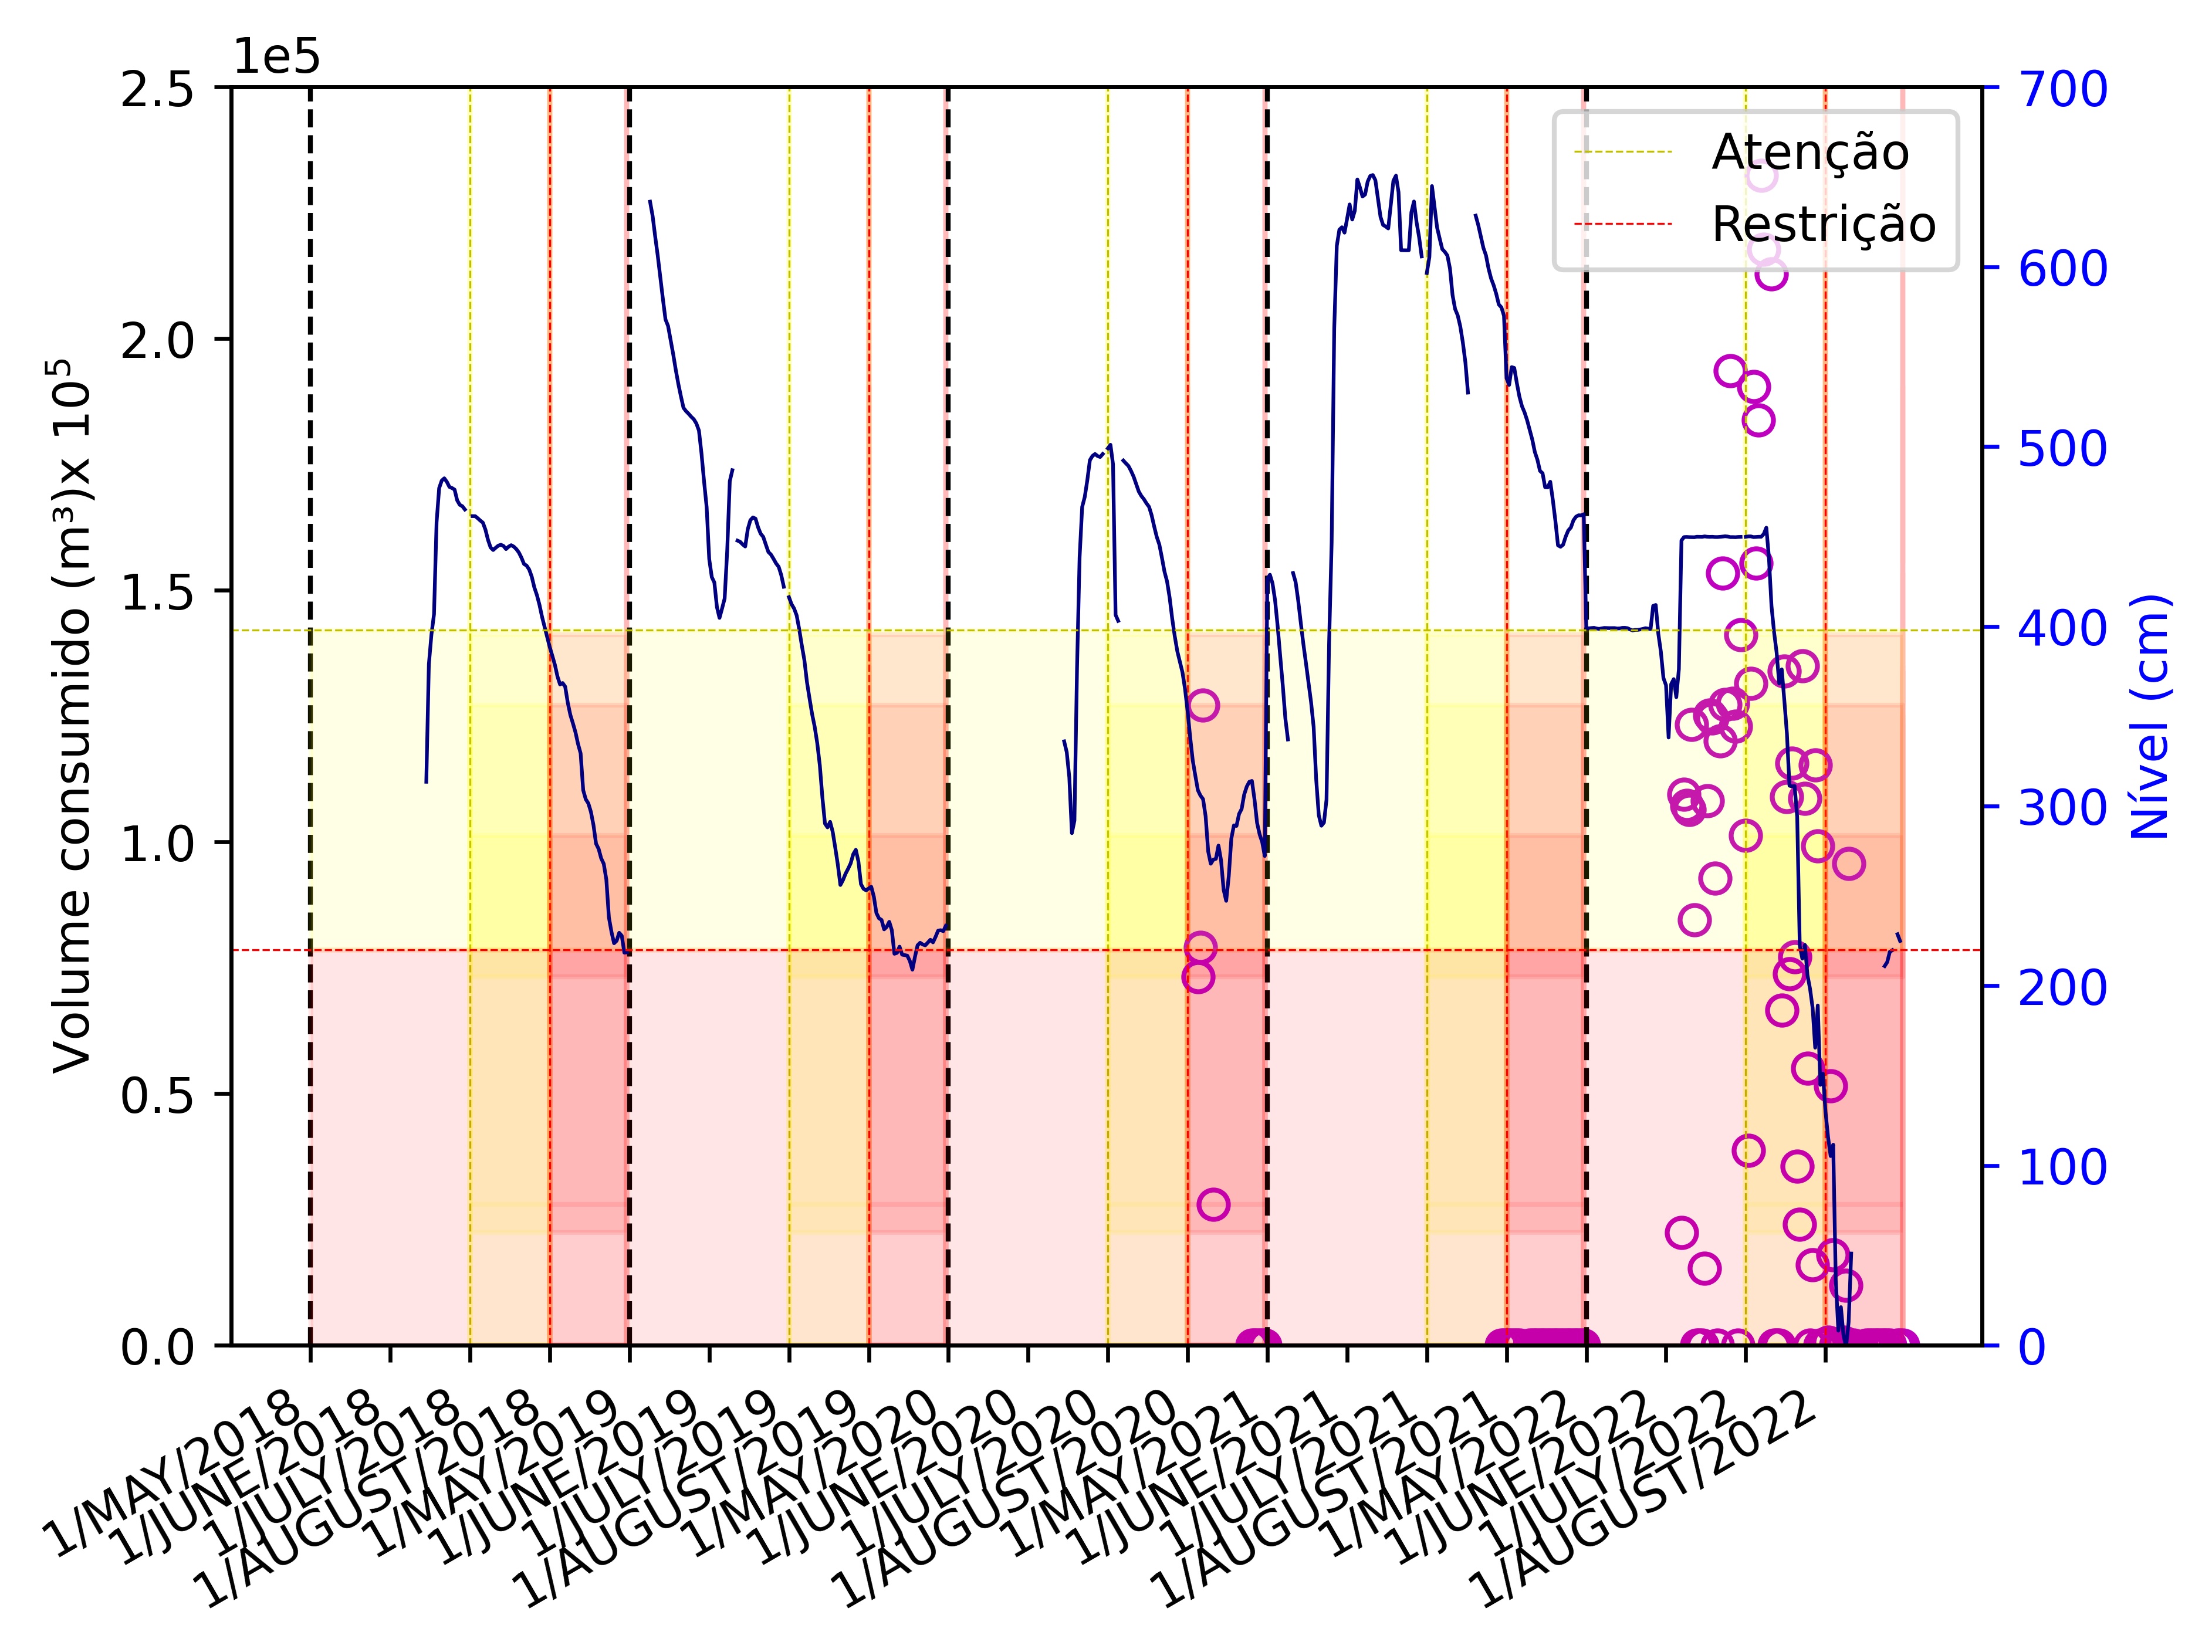 1e5
2.5
2.0
1.5
1.0
0.5
0.0
Volume consumido (m³)x 10⁵
700
600
500
400
300
200
100
0
Nível (cm)
Atenção
Restrição
1/MAY/2018
1/JUNE/2018
1/JULY/2018
1/AUGUST/2018
1/MAY/2019
1/JUNE/2019
1/JULY/2019
1/AUGUST/2019
1/MAY/2020
1/JUNE/2020
1/JULY/2020
1/AUGUST/2020
1/MAY/2021
1/JUNE/2021
1/JULY/2021
1/AUGUST/2021
1/MAY/2022
1/JUNE/2022
1/JULY/2022
1/AUGUST/2022